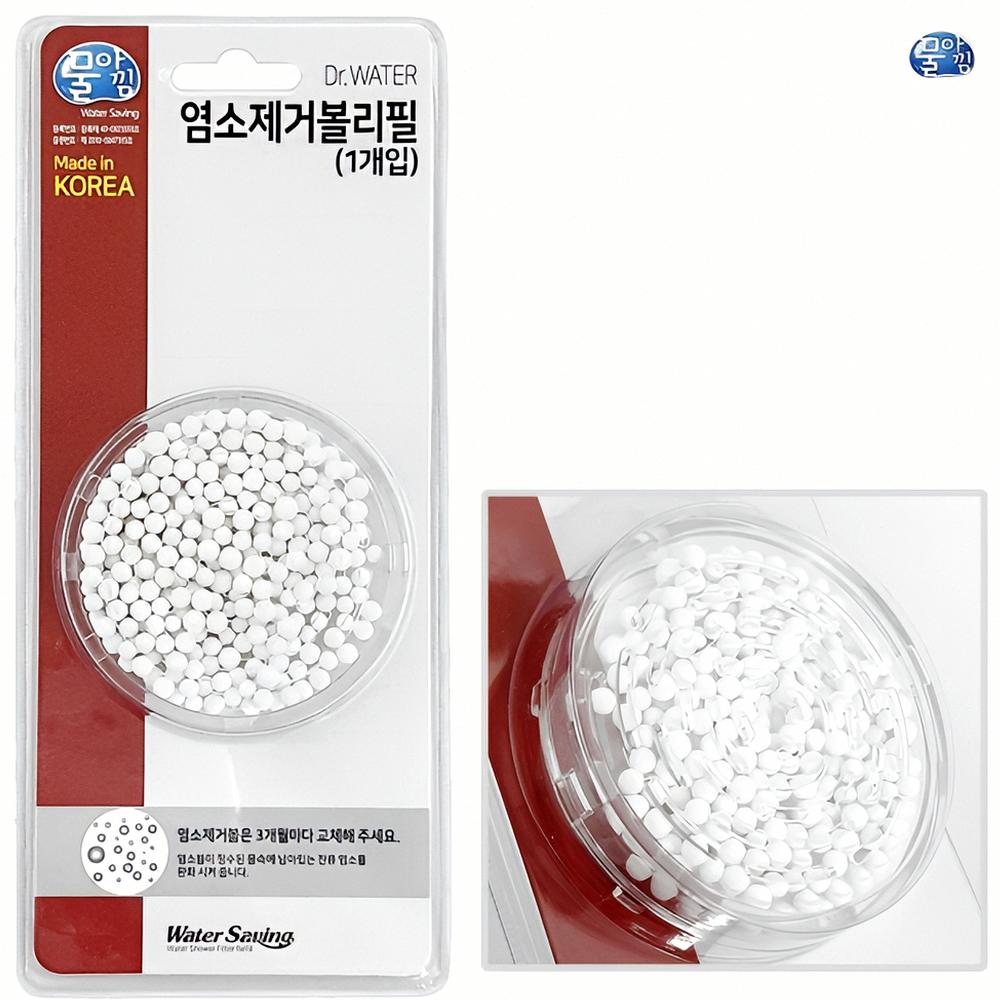 물아낌
Water Saving
Made in
KOREA
Dr.WATER
염소제거볼리필
(1개입)
염소제거볼은 3개월마다 교체해 주세요.
Water Saving
물아낌